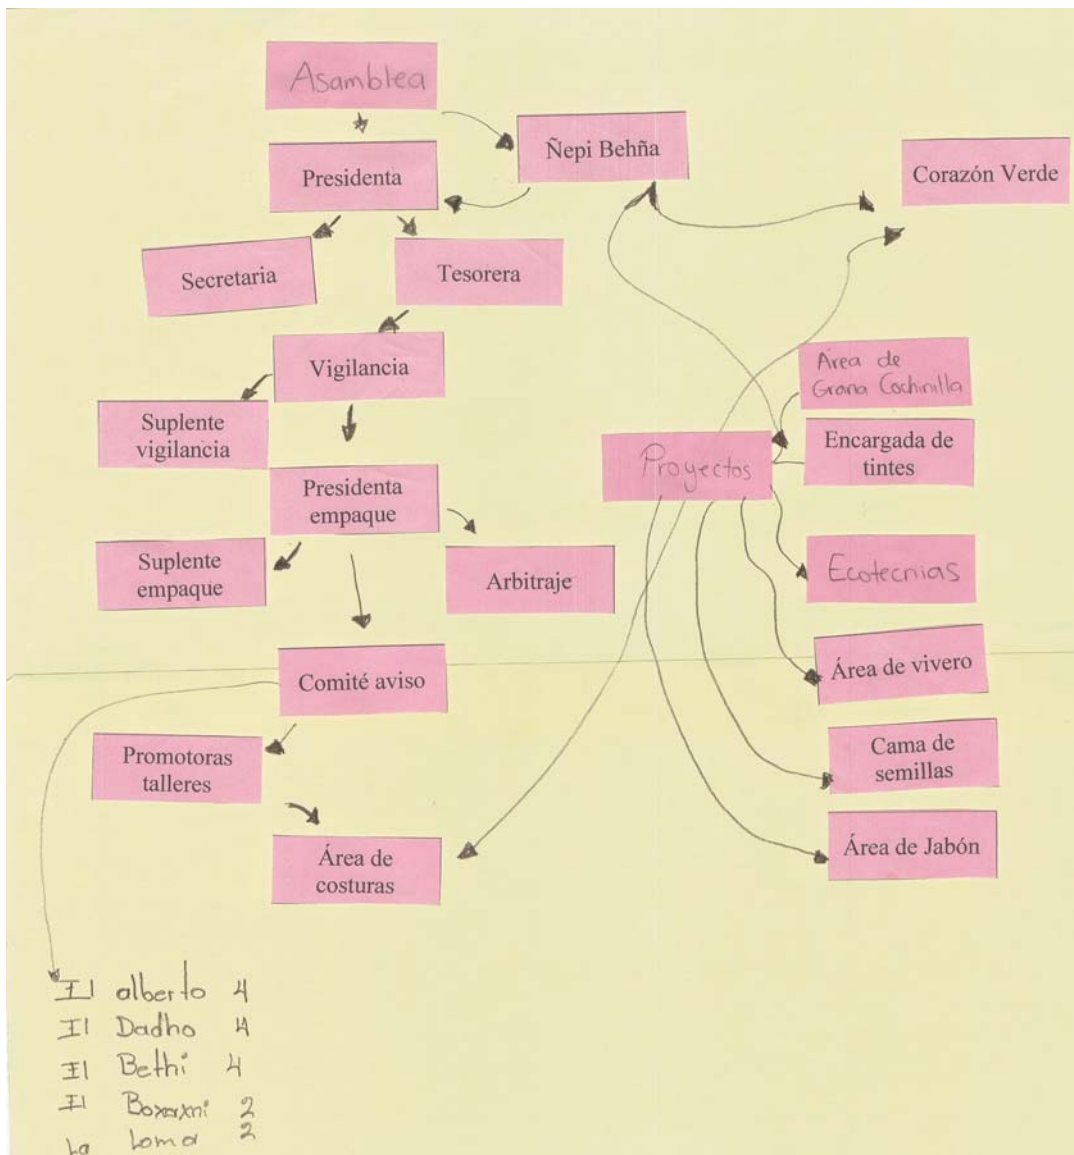 Asamblea
Ñepi Behña
Corazón Verde
Presidenta
Secretaria
Tesorera
Vigilancia
Suplente
vigilancia
Presidenta
empaque
Suplente
empaque
Arbitraje
Comité aviso
Promotoras
talleres
Área de
costuras
Área de
Grana Cochinilla
Proyectos
Encargada de
tintes
Ecotecnias
Área de vivero
Cama de
semillas
Área de Jabón
El alberto 4
El Dadho 4
El Bethi 4
El Boxaxni 2
La Loma 2